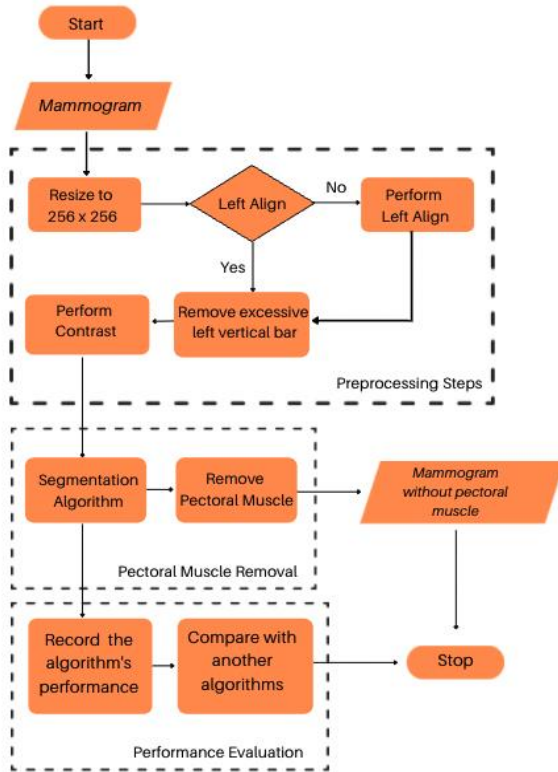 Start
Mammogram
Resize to
256 x 256
Left Align
No
Perform
Left Align
Yes
Perform
Contrast
Remove excessive
left vertical bar
Preprocessing Steps
Segmentation
Algorithm
Remove
Pectoral Muscle
Mammogram
without pectoral
muscle
Pectoral Muscle Removal
Record the
algorithm's
performance
Compare with
another
algorithms
Stop
Performance Evaluation